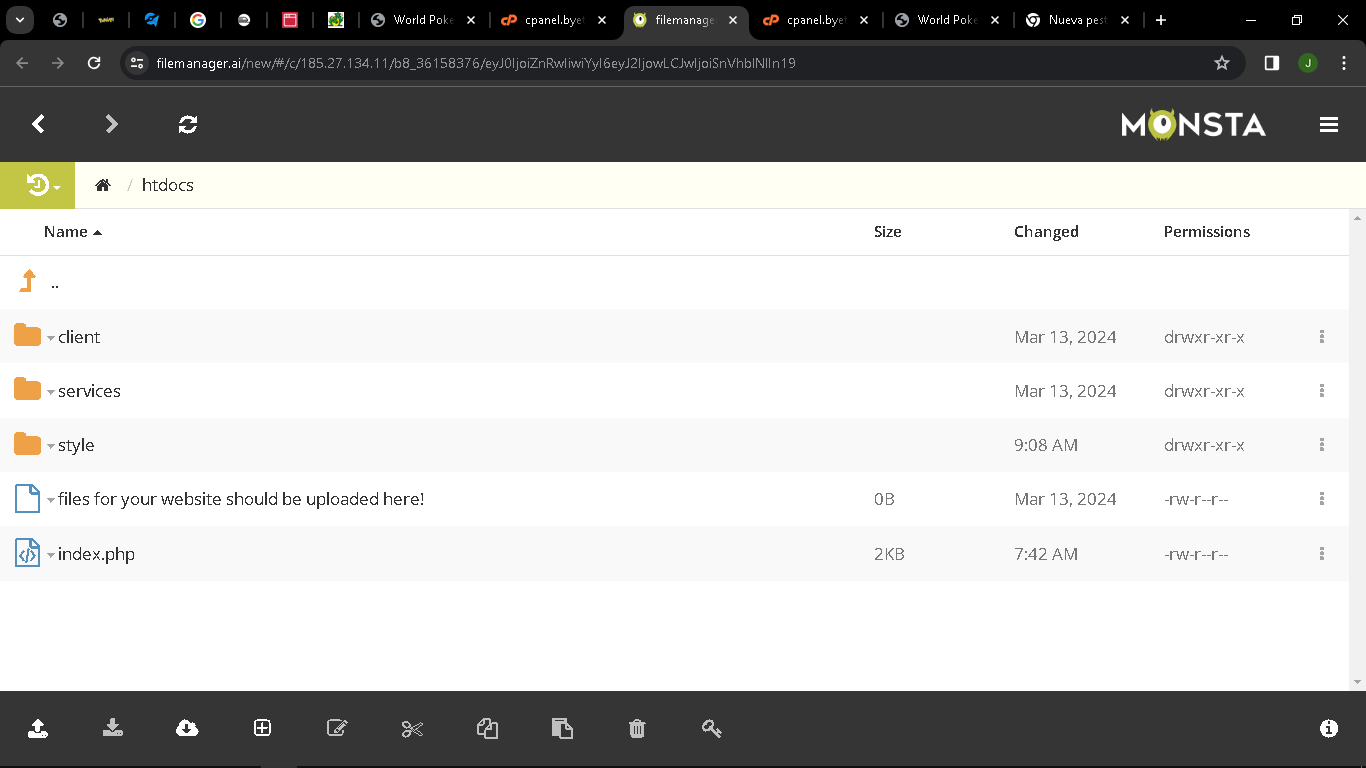 World Poke
cpanel.bye
filemanage
cpanel.bye
World Poke
Nueva pest
J
filemanager.ai/new/#/c/185.27.134.11/b8_36158376/eyJ0IjoiZnRwIiwiYyI6eyJ2IjowLCJwIjoiSnVhbINIIn19
MONSTA
/ htdocs
Name Size Changed Permissions
..
client Mar 13, 2024 drwxr-xr-x
services Mar 13, 2024 drwxr-xr-x
style 9:08 AM drwxr-xr-x
files for your website should be uploaded here! 0B Mar 13, 2024 -rw-r--r--
index.php 2KB 7:42 AM -rw-r--r--